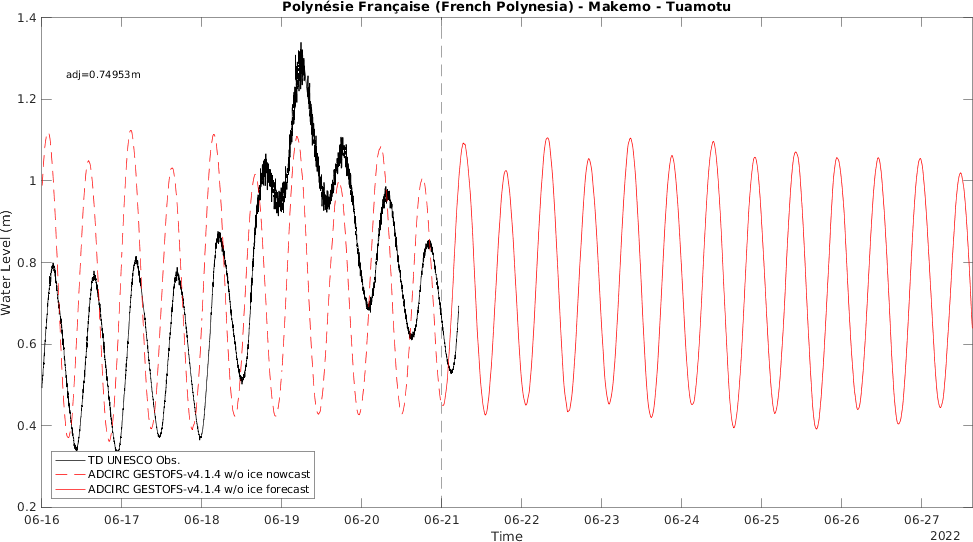 Polynésie Française (French Polynesia) - Makemo - Tuamotu
1.4
1.2
1
0.8
0.6
0.4
0.2
Water Level (m)
adj=0.74953m
TD UNESCO Obs.
ADCIRC GESTOFS-v4.1.4 w/o ice nowcast
ADCIRC GESTOFS-v4.1.4 w/o ice forecast
06-16 06-17 06-18 06-19 06-20 06-21 06-22 06-23 06-24 06-25 06-26 06-27
2022
Time